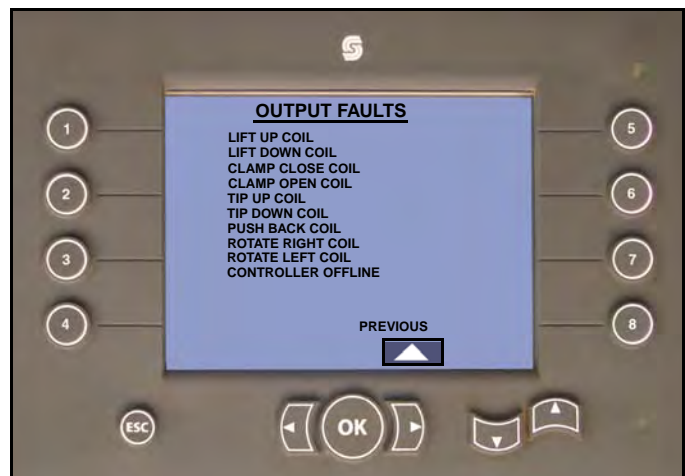 OUTPUT FAULTS
1
LIFT UP COIL
LIFT DOWN COIL
CLAMP CLOSE COIL
CLAMP OPEN COIL
TIP UP COIL
TIP DOWN COIL
PUSH BACK COIL
ROTATE RIGHT COIL
ROTATE LEFT COIL
CONTROLLER OFFLINE
2
3
4
5
6
7
8
PREVIOUS
ESC
OK